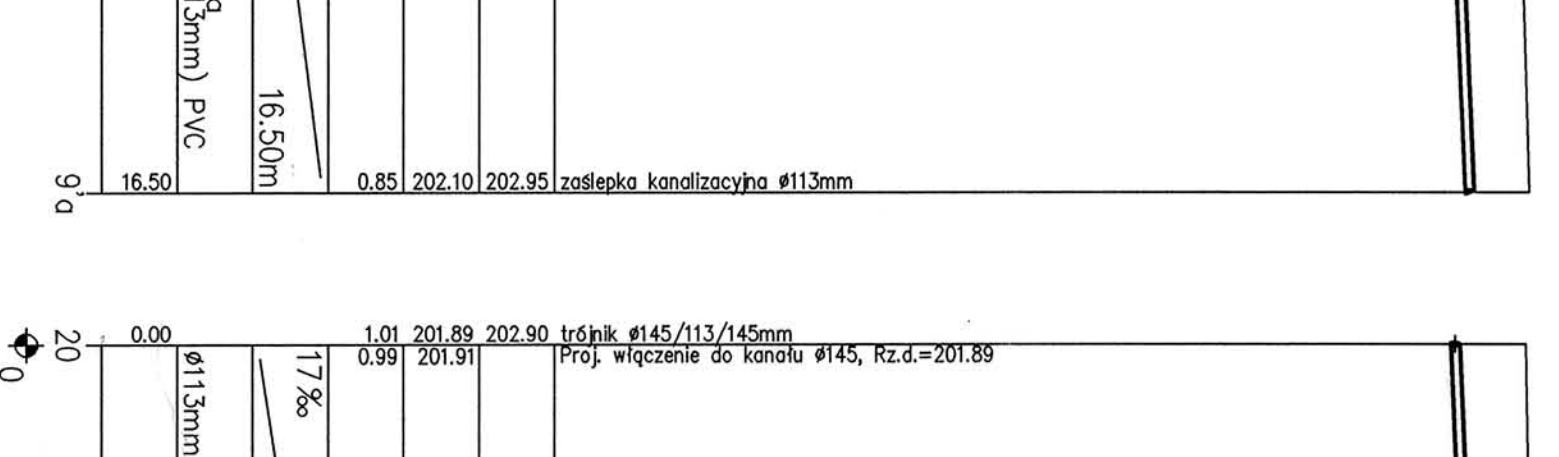 a
13mm) PVC
16.50m
9'a
16.50 0.85 202.10 202.95 zaślepka kanalizacyjna ø113mm
20
0
0.00 1.01 201.89 202.90 trójnik ø145/113/145mm
0.99 201.91 Proj. włączenie do kanału ø145, Rz.d.=201.89
ø113mm
17‰